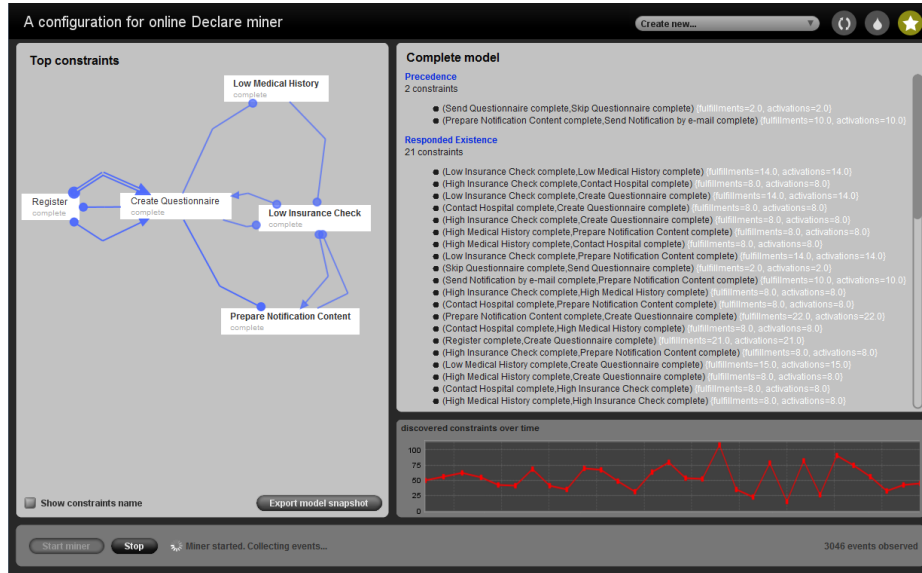 A configuration for online Declare miner
Create new...
Top constraints
Low Medical History
complete
Register
complete
Create Questionnaire
complete
Low Insurance Check
complete
Prepare Notification Content
complete
Show constraints name
Export model snapshot
Complete model
Precedence
2 constraints
(Send Questionnaire complete,Skip Questionnaire complete) {fulfillments=2.0, activations=2.0}
(Prepare Notification Content complete,Send Notification by e-mail complete) {fulfillments=10.0, activations=10.0}
Responded Existence
21 constraints
(Low Insurance Check complete,Low Medical History complete) {fulfillments=14.0, activations=14.0}
(High Insurance Check complete,Contact Hospital complete) {fulfillments=8.0, activations=8.0}
(Low Insurance Check complete,Create Questionnaire complete) {fulfillments=14.0, activations=14.0}
(Contact Hospital complete,Create Questionnaire complete) {fulfillments=8.0, activations=8.0}
(High Insurance Check complete,Create Questionnaire complete) {fulfillments=8.0, activations=8.0}
(High Medical History complete,Prepare Notification Content complete) {fulfillments=8.0, activations=8.0}
(High Medical History complete,Contact Hospital complete) {fulfillments=8.0, activations=8.0}
(Low Insurance Check complete,Prepare Notification Content complete) {fulfillments=14.0, activations=14.0}
(Skip Questionnaire complete,Send Questionnaire complete) {fulfillments=2.0, activations=2.0}
(Send Notification by e-mail complete,Prepare Notification Content complete) {fulfillments=10.0, activations=10.0}
(High Insurance Check complete,High Medical History complete) {fulfillments=8.0, activations=8.0}
(Contact Hospital complete,Prepare Notification Content complete) {fulfillments=8.0, activations=8.0}
(Prepare Notification Content complete,Create Questionnaire complete) {fulfillments=22.0, activations=22.0}
(Contact Hospital complete,High Medical History complete) {fulfillments=8.0, activations=8.0}
(Register complete,Create Questionnaire complete) {fulfillments=21.0, activations=21.0}
(High Insurance Check complete,Prepare Notification Content complete) {fulfillments=8.0, activations=8.0}
(Low Medical History complete,Create Questionnaire complete) {fulfillments=15.0, activations=15.0}
(High Medical History complete,Create Questionnaire complete) {fulfillments=8.0, activations=8.0}
(Contact Hospital complete,High Insurance Check complete) {fulfillments=8.0, activations=8.0}
(High Medical History complete,High Insurance Check complete) {fulfillments=8.0, activations=8.0}
discovered constraints over time
100
75
50
25
0
Start miner
Stop
Miner started. Collecting events...
3046 events observed